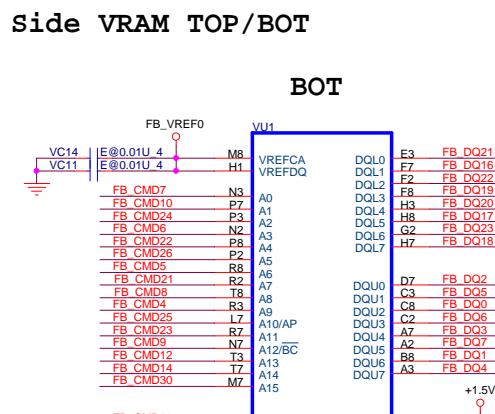 Side VRAM TOP/BOT
BOT
FB_VREF0
VU1
VC14 E@0.01U_4 M8 VREFCA DQL0 E3 FB_DQ21
VC11 E@0.01U_4 H1 VREFDQ DQL1 F7 FB_DQ16
DQL2 F2 FB_DQ22
FB_CMD7 N3 A0 DQL3 F8 FB_DQ19
FB_CMD10 P7 A1 DQL4 H3 FB_DQ20
FB_CMD24 P3 A2 DQL5 H8 FB_DQ17
FB_CMD6 N2 A3 DQL6 G2 FB_DQ23
FB_CMD22 P8 A4 DQL7 H7 FB_DQ18
FB_CMD26 P2 A5
FB_CMD5 R8 A6
FB_CMD21 R2 A7 DQU0 D7 FB_DQ2
FB_CMD8 T8 A8 DQU1 C3 FB_DQ5
FB_CMD4 R3 A9 DQU2 C8 FB_DQ0
FB_CMD25 L7 A10/AP DQU3 C2 FB_DQ6
FB_CMD23 R7 A11 DQU4 A7 FB_DQ3
FB_CMD9 N7 A12/BC DQU5 A2 FB_DQ7
FB_CMD12 T3 A13 DQU6 B8 FB_DQ1
FB_CMD14 T7 A14 DQU7 A3 FB_DQ4
FB_CMD30 M7 A15
+1.5V